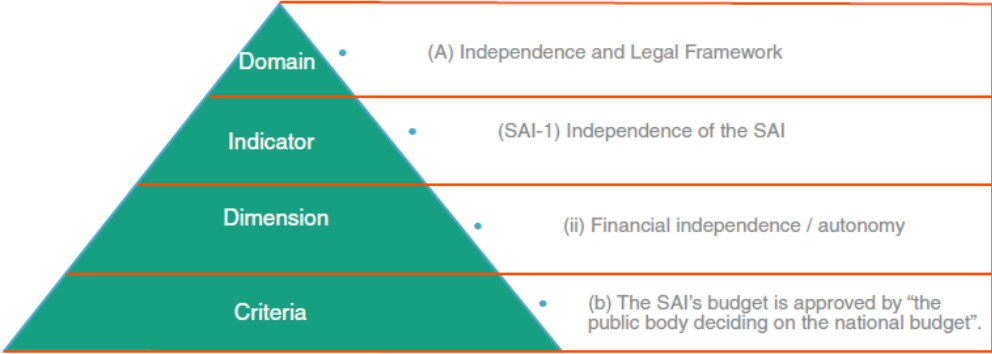 Domain
• (A) Independence and Legal Framework
Indicator
• (SAI-1) Independence of the SAI
Dimension
• (ii) Financial independence / autonomy
Criteria
• (b) The SAI’s budget is approved by “the
public body deciding on the national budget”.